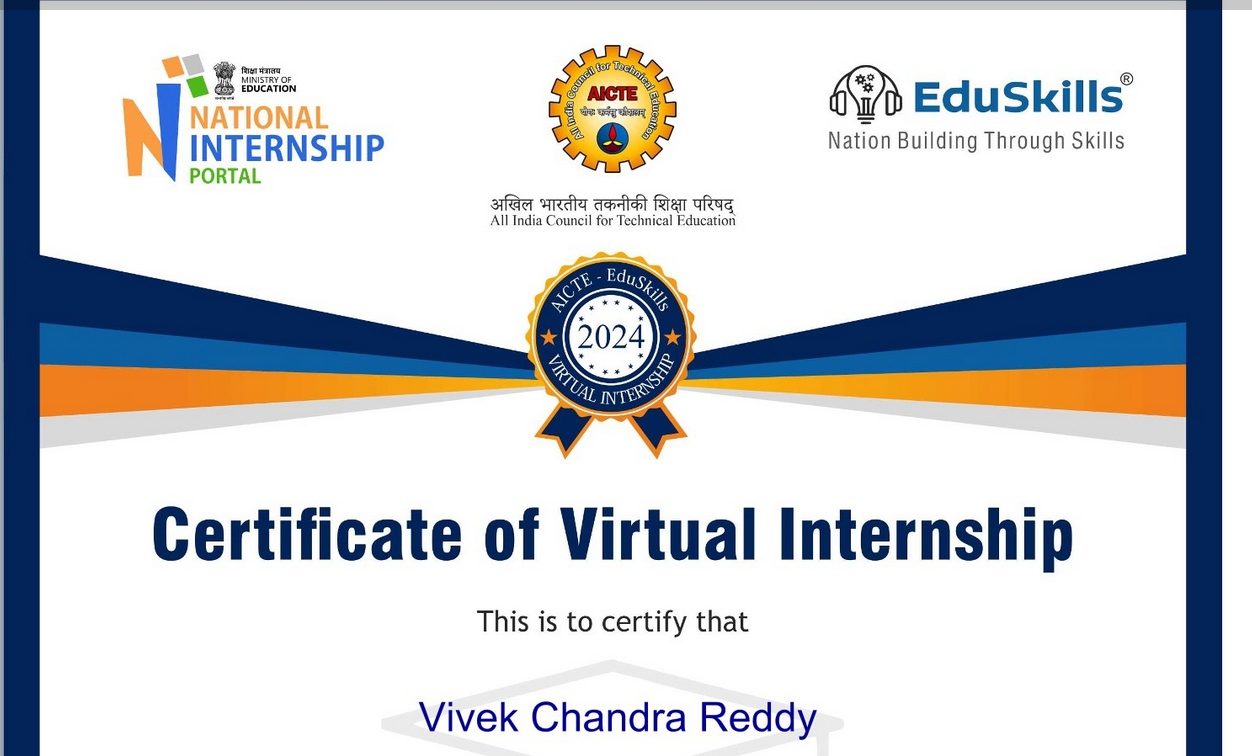 शिक्षा मंत्रालय
MINISTRY OF
EDUCATION
NATIONAL
INTERNSHIP
PORTAL
All India Council for Technical Education
AICTE
योगः कर्मसु कौशलम्
अखिल भारतीय तकनीकी शिक्षा परिषद्
All India Council for Technical Education
EduSkills®
Nation Building Through Skills
AICTE - EduSkills
2024
VIRTUAL INTERNSHIP
Certificate of Virtual Internship
This is to certify that
Vivek Chandra Reddy